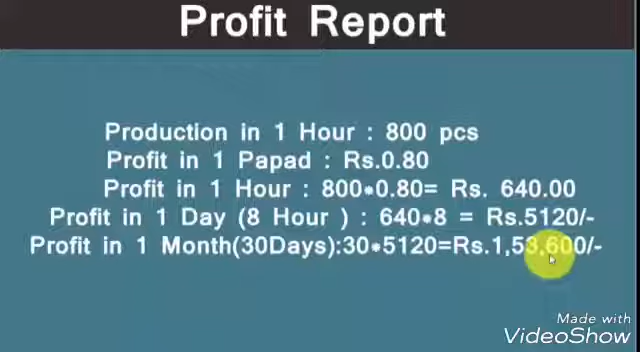 Profit Report
Production in 1 Hour : 800 pcs
Profit in 1 Papad : Rs.0.80
Profit in 1 Hour : 800*0.80= Rs. 640.00
Profit in 1 Day (8 Hour ) : 640*8 = Rs.5120/-
Profit in 1 Month(30Days):30*5120=Rs.1,53,600/-
Made with
VideoShow